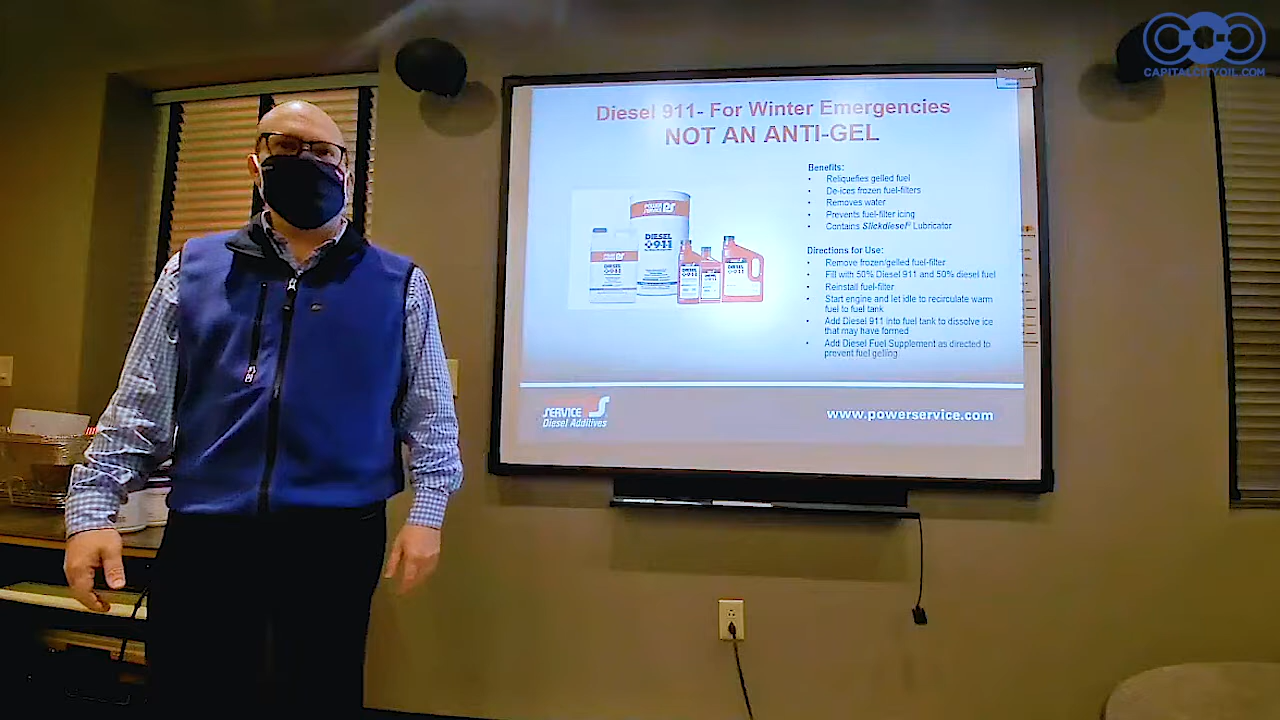 CAPITALCITYOIL.COM
Diesel 911- For Winter Emergencies
NOT AN ANTI-GEL
Benefits:
• Reliquefies gelled fuel
• De-ices frozen fuel-filters
• Removes water
• Prevents fuel-filter icing
• Contains Slickdiesel® Lubricator
Directions for Use:
• Remove frozen/gelled fuel-filter
• Fill with 50% Diesel 911 and 50% diesel fuel
• Reinstall fuel-filter
• Start engine and let idle to recirculate warm
fuel to fuel tank
• Add Diesel 911 into fuel tank to dissolve ice
that may have formed
• Add Diesel Fuel Supplement as directed to
prevent fuel gelling
POWER
SERVICE
DIESEL
911
SERVICE
Diesel Additives
www.powerservice.com